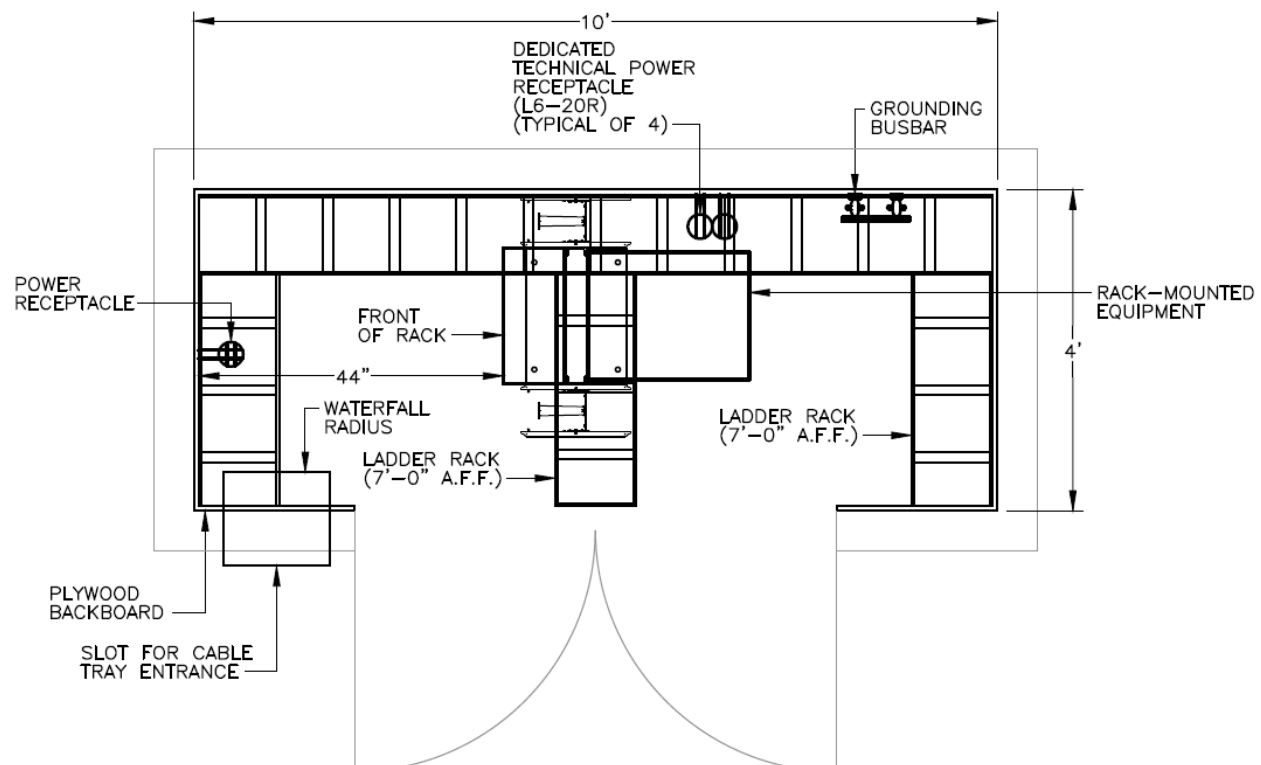 10'
DEDICATED
TECHNICAL POWER
RECEPTACLE
(L6-20R)
(TYPICAL OF 4)
GROUNDING
BUSBAR
POWER
RECEPTACLE
FRONT
OF RACK
RACK-MOUNTED
EQUIPMENT
4'
44"
WATERFALL
RADIUS
LADDER RACK
(7'-0" A.F.F.)
LADDER RACK
(7'-0" A.F.F.)
PLYWOOD
BACKBOARD
SLOT FOR CABLE
TRAY ENTRANCE